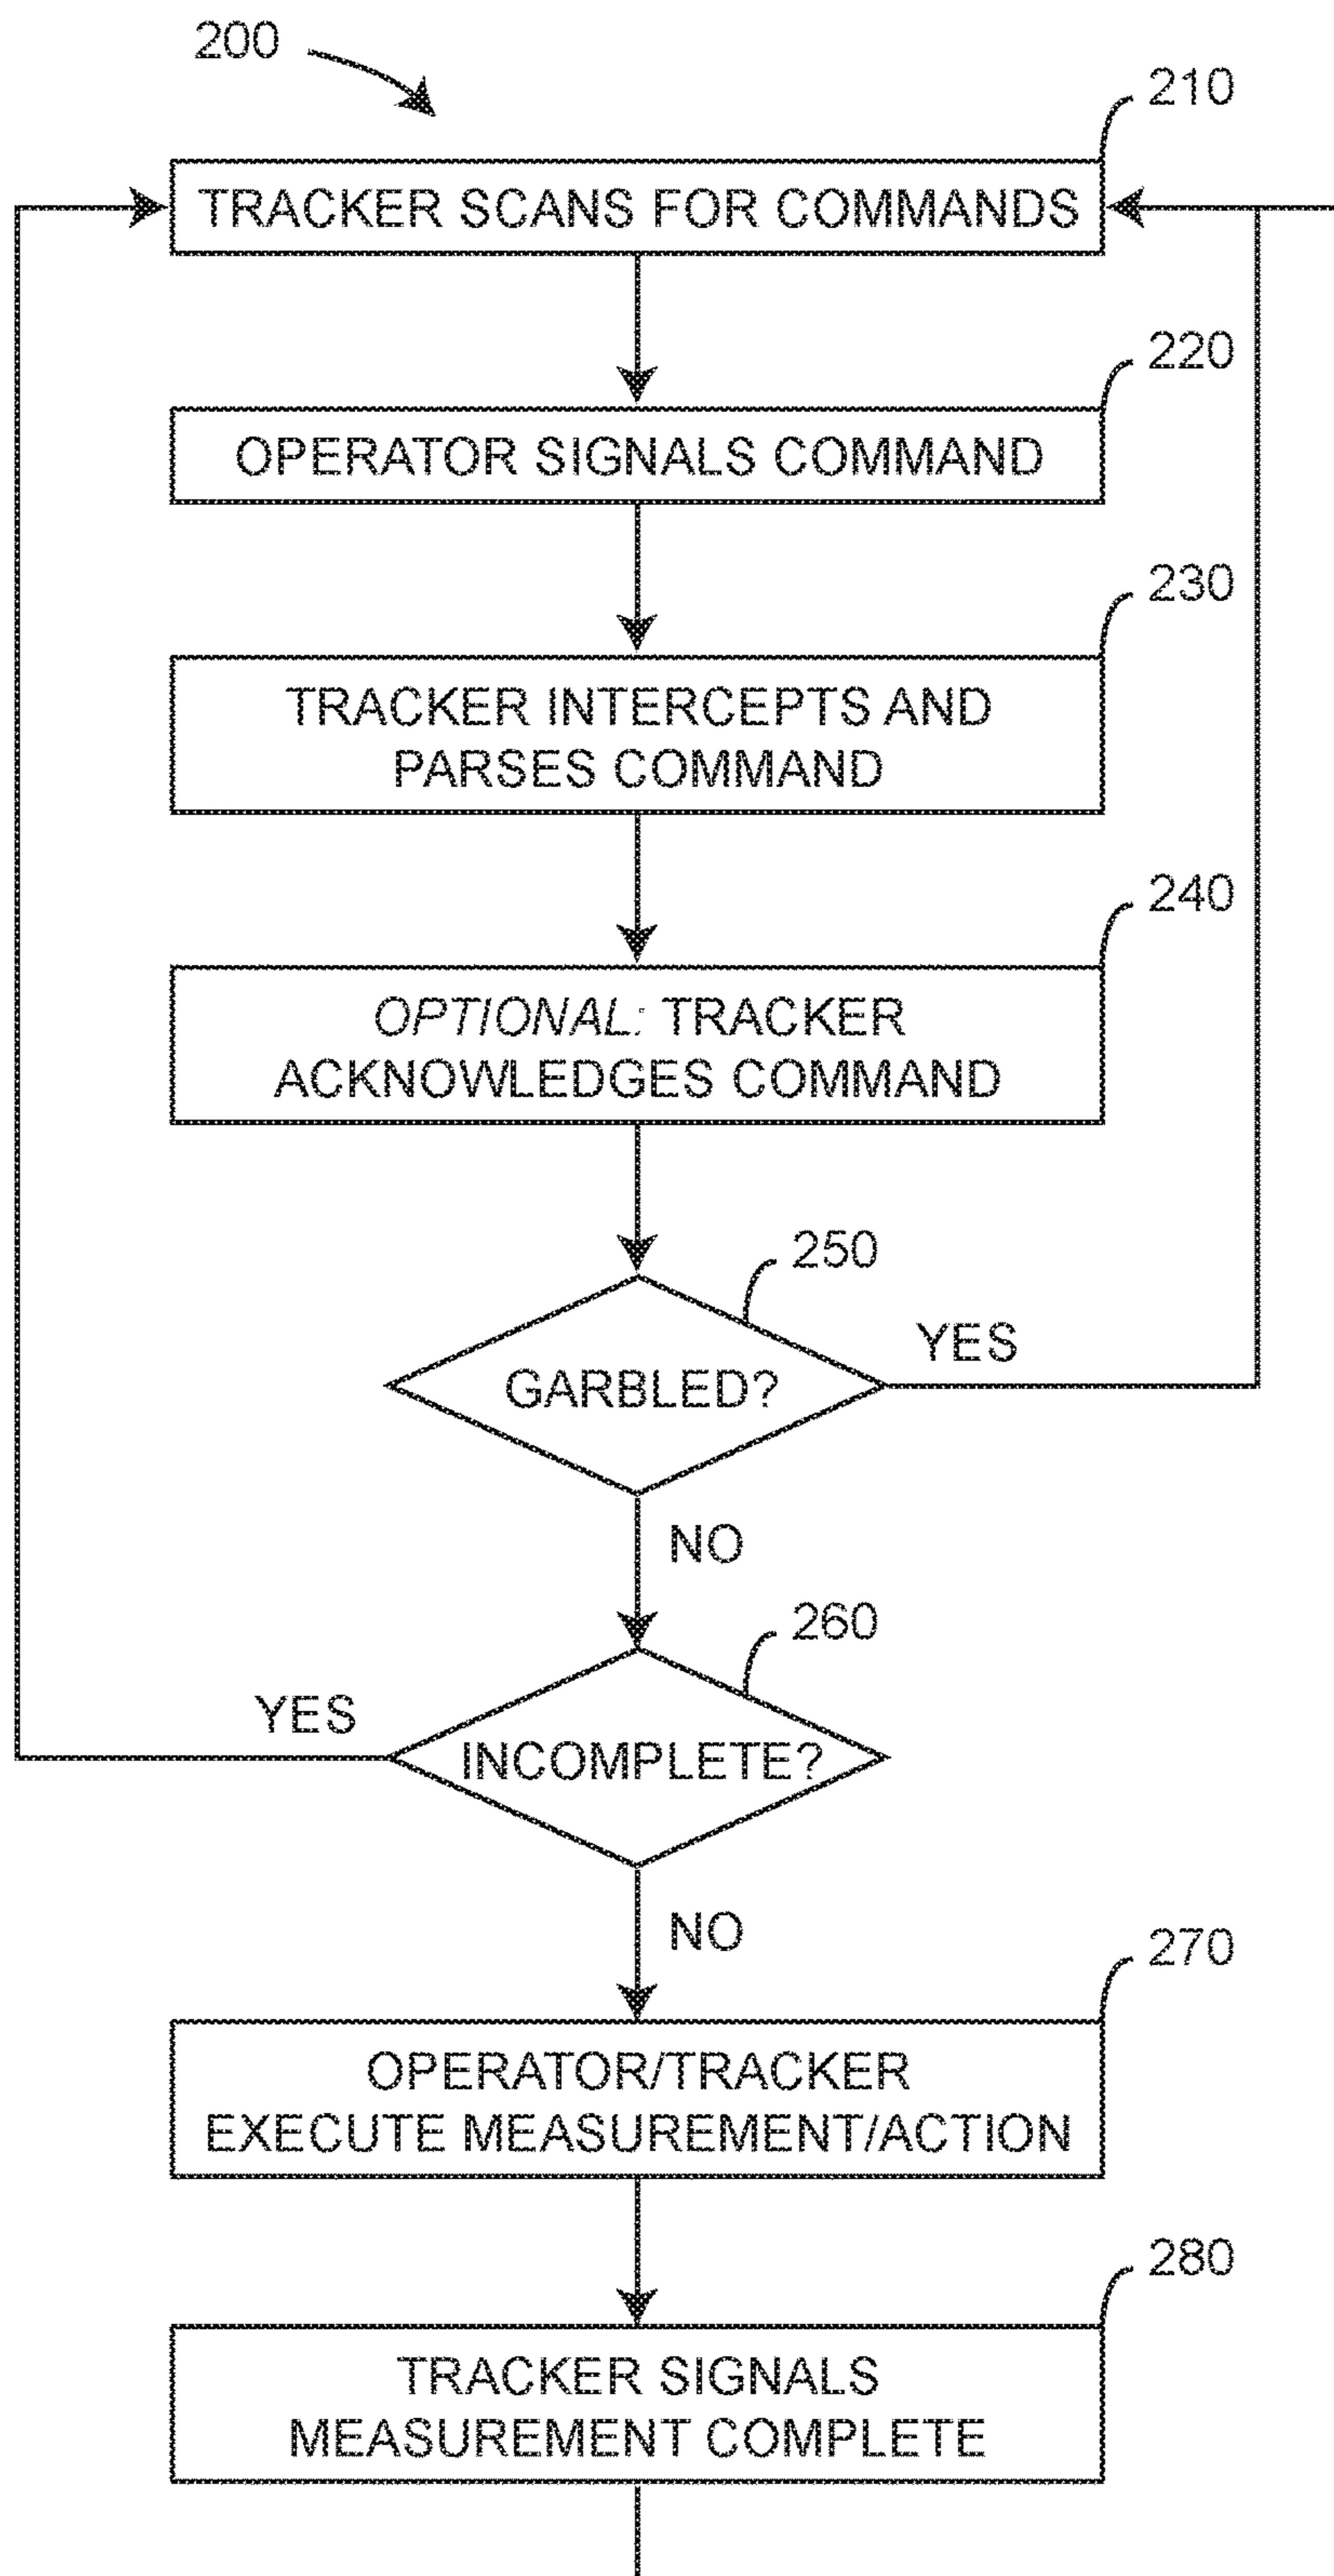 200
210
TRACKER SCANS FOR COMMANDS
220
OPERATOR SIGNALS COMMAND
230
TRACKER INTERCEPTS AND
PARSES COMMAND
240
OPTIONAL: TRACKER
ACKNOWLEDGES COMMAND
250
YES
GARBLED?
NO
260
YES
INCOMPLETE?
NO
270
OPERATOR/TRACKER
EXECUTE MEASUREMENT/ACTION
280
TRACKER SIGNALS
MEASUREMENT COMPLETE